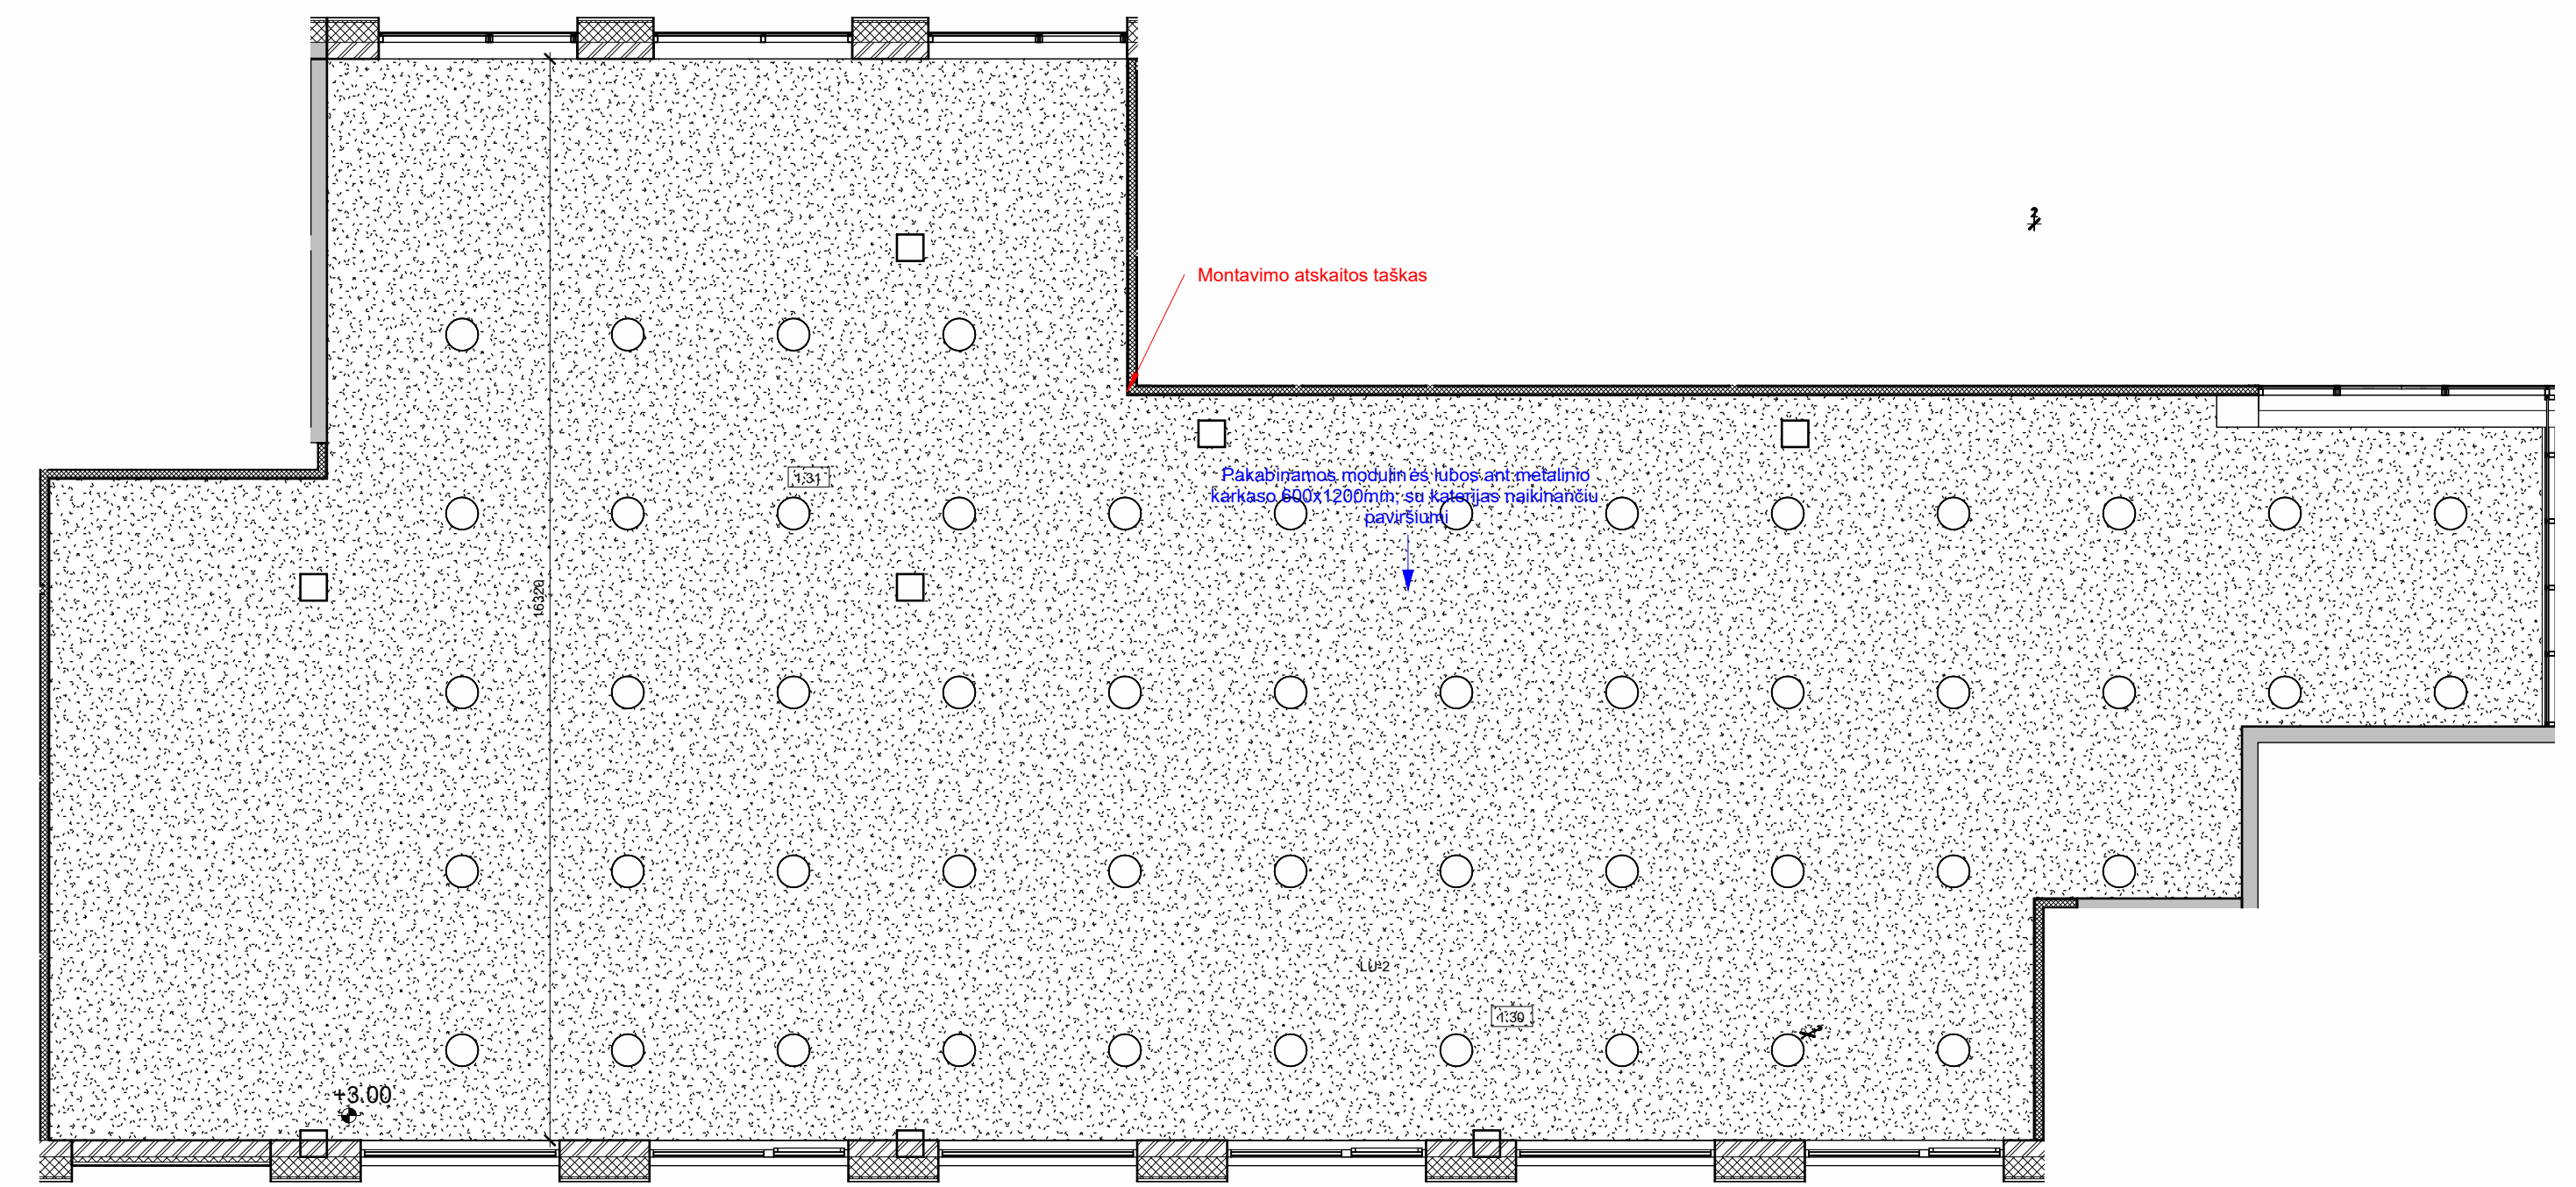 2
Montavimo atskaitos taškas
1.31
Pakabinamos modulinės lubos ant metalinio
karkaso 600x1200mm, su katerijas naikinančiu
paviršiumi
16320
LU-2
1.30
+3.00